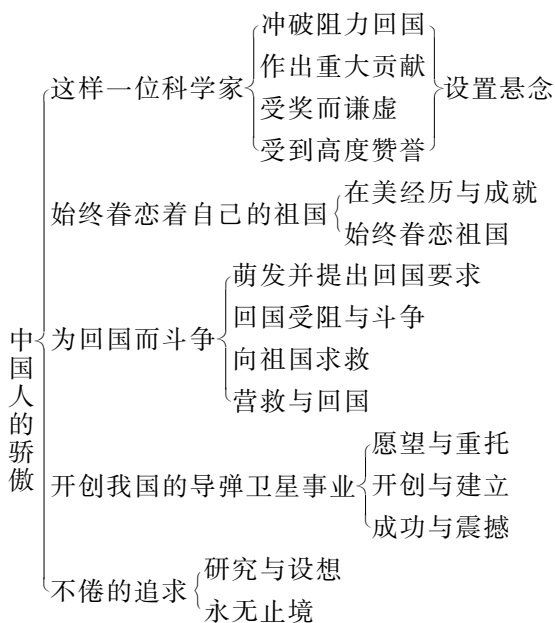 中国人的骄傲
这样一位科学家
冲破阻力回国
作出重大贡献
受奖而谦虚
受到高度赞誉
设置悬念
始终眷恋着自己的祖国
在美经历与成就
始终眷恋祖国
为回国而斗争
萌发并提出回国要求
回国受阻与斗争
向祖国求救
营救与回国
开创我国的导弹卫星事业
愿望与重托
开创与建立
成功与震撼
不倦的追求
研究与设想
永无止境